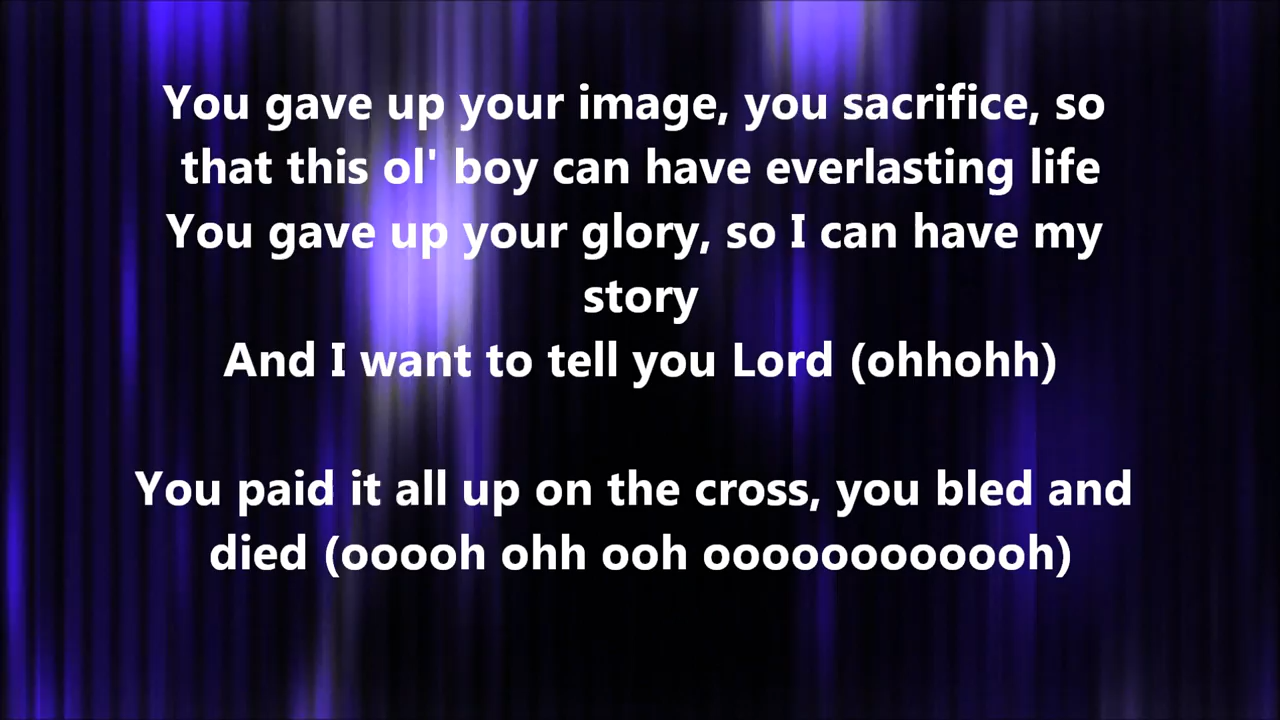 You gave up your image, you sacrifice, so
that this ol' boy can have everlasting life
You gave up your glory, so I can have my
story
And I want to tell you Lord (ohhohh)
You paid it all up on the cross, you bled and
died (ooooh ohh ooh ooooooooooooh)